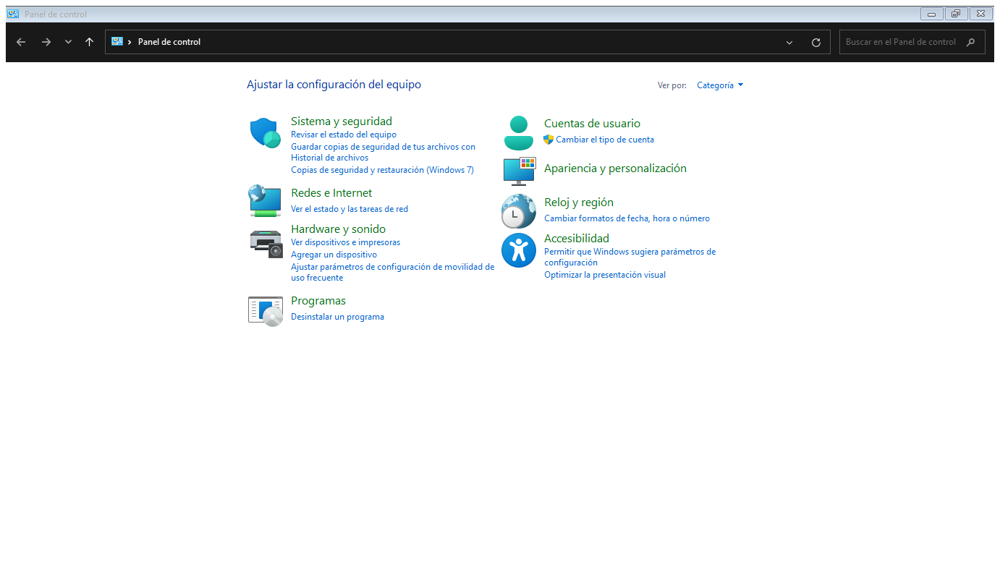 Panel de control
Panel de control
Buscar en el Panel de control
Ajustar la configuración del equipo
Ver por:
Categoría
Sistema y seguridad
Revisar el estado del equipo
Guardar copias de seguridad de tus archivos con
Historial de archivos
Copias de seguridad y restauración (Windows 7)
Redes e Internet
Ver el estado y las tareas de red
Hardware y sonido
Ver dispositivos e impresoras
Agregar un dispositivo
Ajustar parámetros de configuración de movilidad de
uso frecuente
Programas
Desinstalar un programa
Cuentas de usuario
Cambiar el tipo de cuenta
Apariencia y personalización
Reloj y región
Cambiar formatos de fecha, hora o número
Accesibilidad
Permitir que Windows sugiera parámetros de
configuración
Optimizar la presentación visual